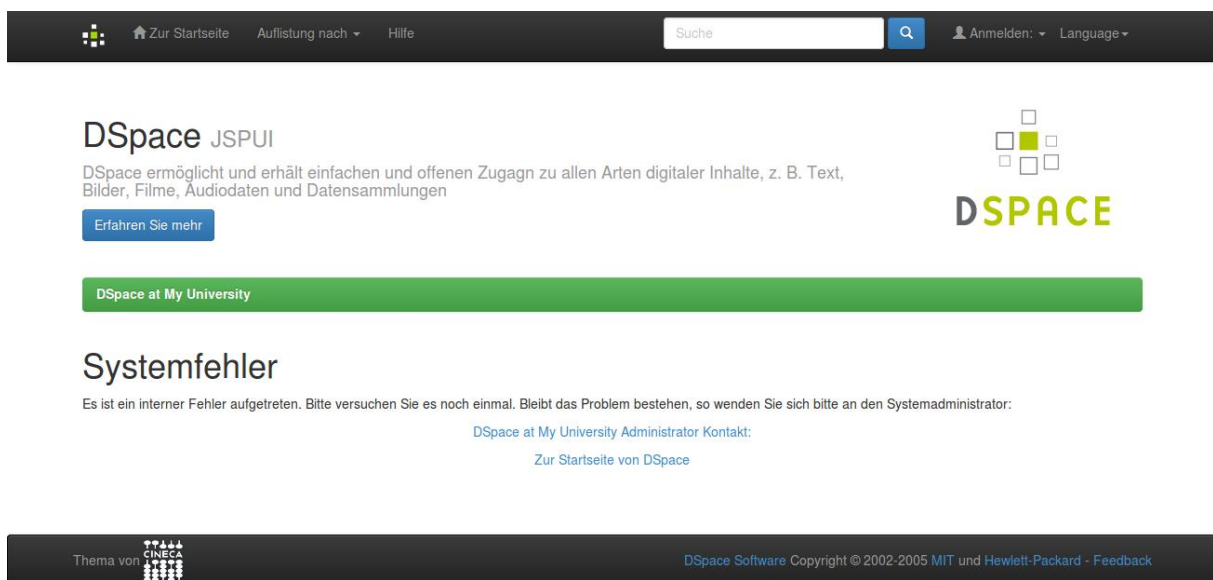 Zur Startseite Auflistung nach Hilfe Suche Anmelden: Language
DSpace JSPUI
DSpace ermöglicht und erhält einfachen und offenen Zugagn zu allen Arten digitaler Inhalte, z. B. Text,
Bilder, Filme, Audiodaten und Datensammlungen
Erfahren Sie mehr
DSPACE
DSpace at My University
Systemfehler
Es ist ein interner Fehler aufgetreten. Bitte versuchen Sie es noch einmal. Bleibt das Problem bestehen, so wenden Sie sich bitte an den Systemadministrator:
DSpace at My University Administrator Kontakt:
Zur Startseite von DSpace
Thema von CINECA DSpace Software Copyright © 2002-2005 MIT und Hewlett-Packard - Feedback